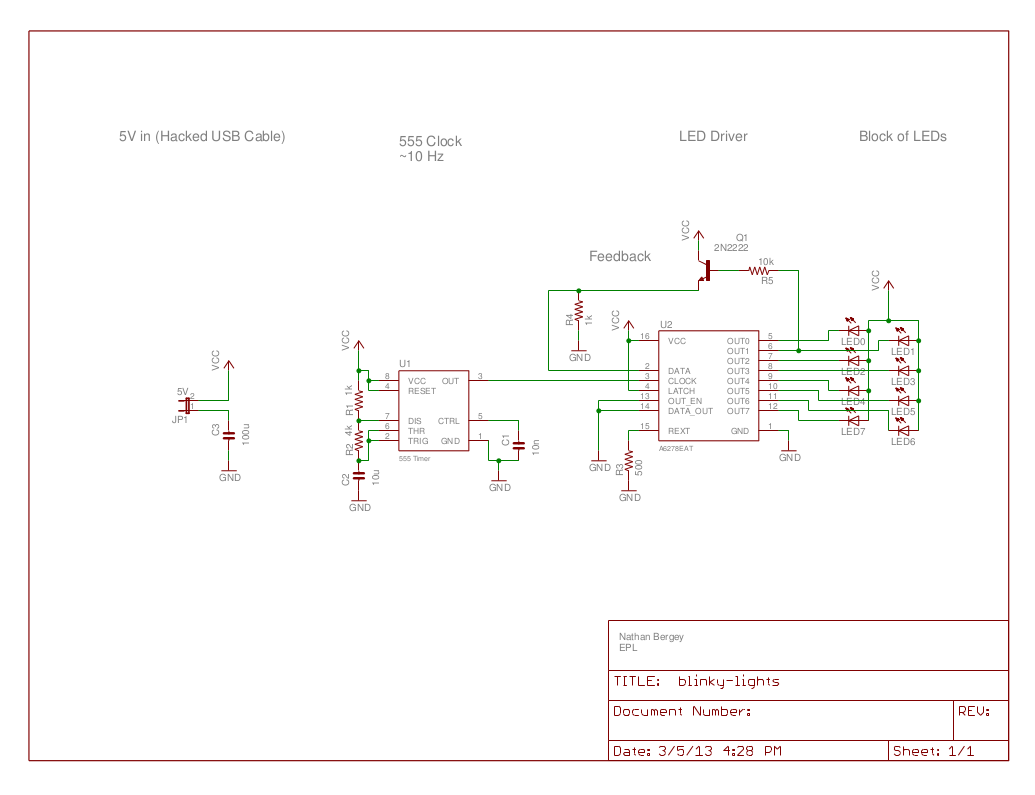 5V in (Hacked USB Cable)
555 Clock
~10 Hz
LED Driver
Block of LEDs
Feedback
VCC
Q1
2N2222
10k
R5
VCC
R4
1k
GND
VCC
U2
16 VCC OUT0 5
OUT1 6
OUT2 7
2 DATA OUT3 8
3 CLOCK OUT4 9
4 LATCH OUT5 10
13 OUT_EN OUT6 11
14 DATA_OUT OUT7 12
15 REXT GND 1
A6278EAT
GND
R3
500
GND
GND
LED0
LED1
LED2
LED3
LED4
LED5
LED7
LED6
VCC
U1
8 VCC OUT 3
4 RESET
7 DIS CTRL 5
6 THR
2 TRIG GND 1
555 Timer
R1
1k
R2
4k
C2
10u
GND
C1
10n
GND
VCC
5V
2
1
JP1
C3
100u
GND
Nathan Bergey
EPL
TITLE: blinky-lights
Document Number:
REV:
Date: 3/5/13 4:28 PM
Sheet: 1/1